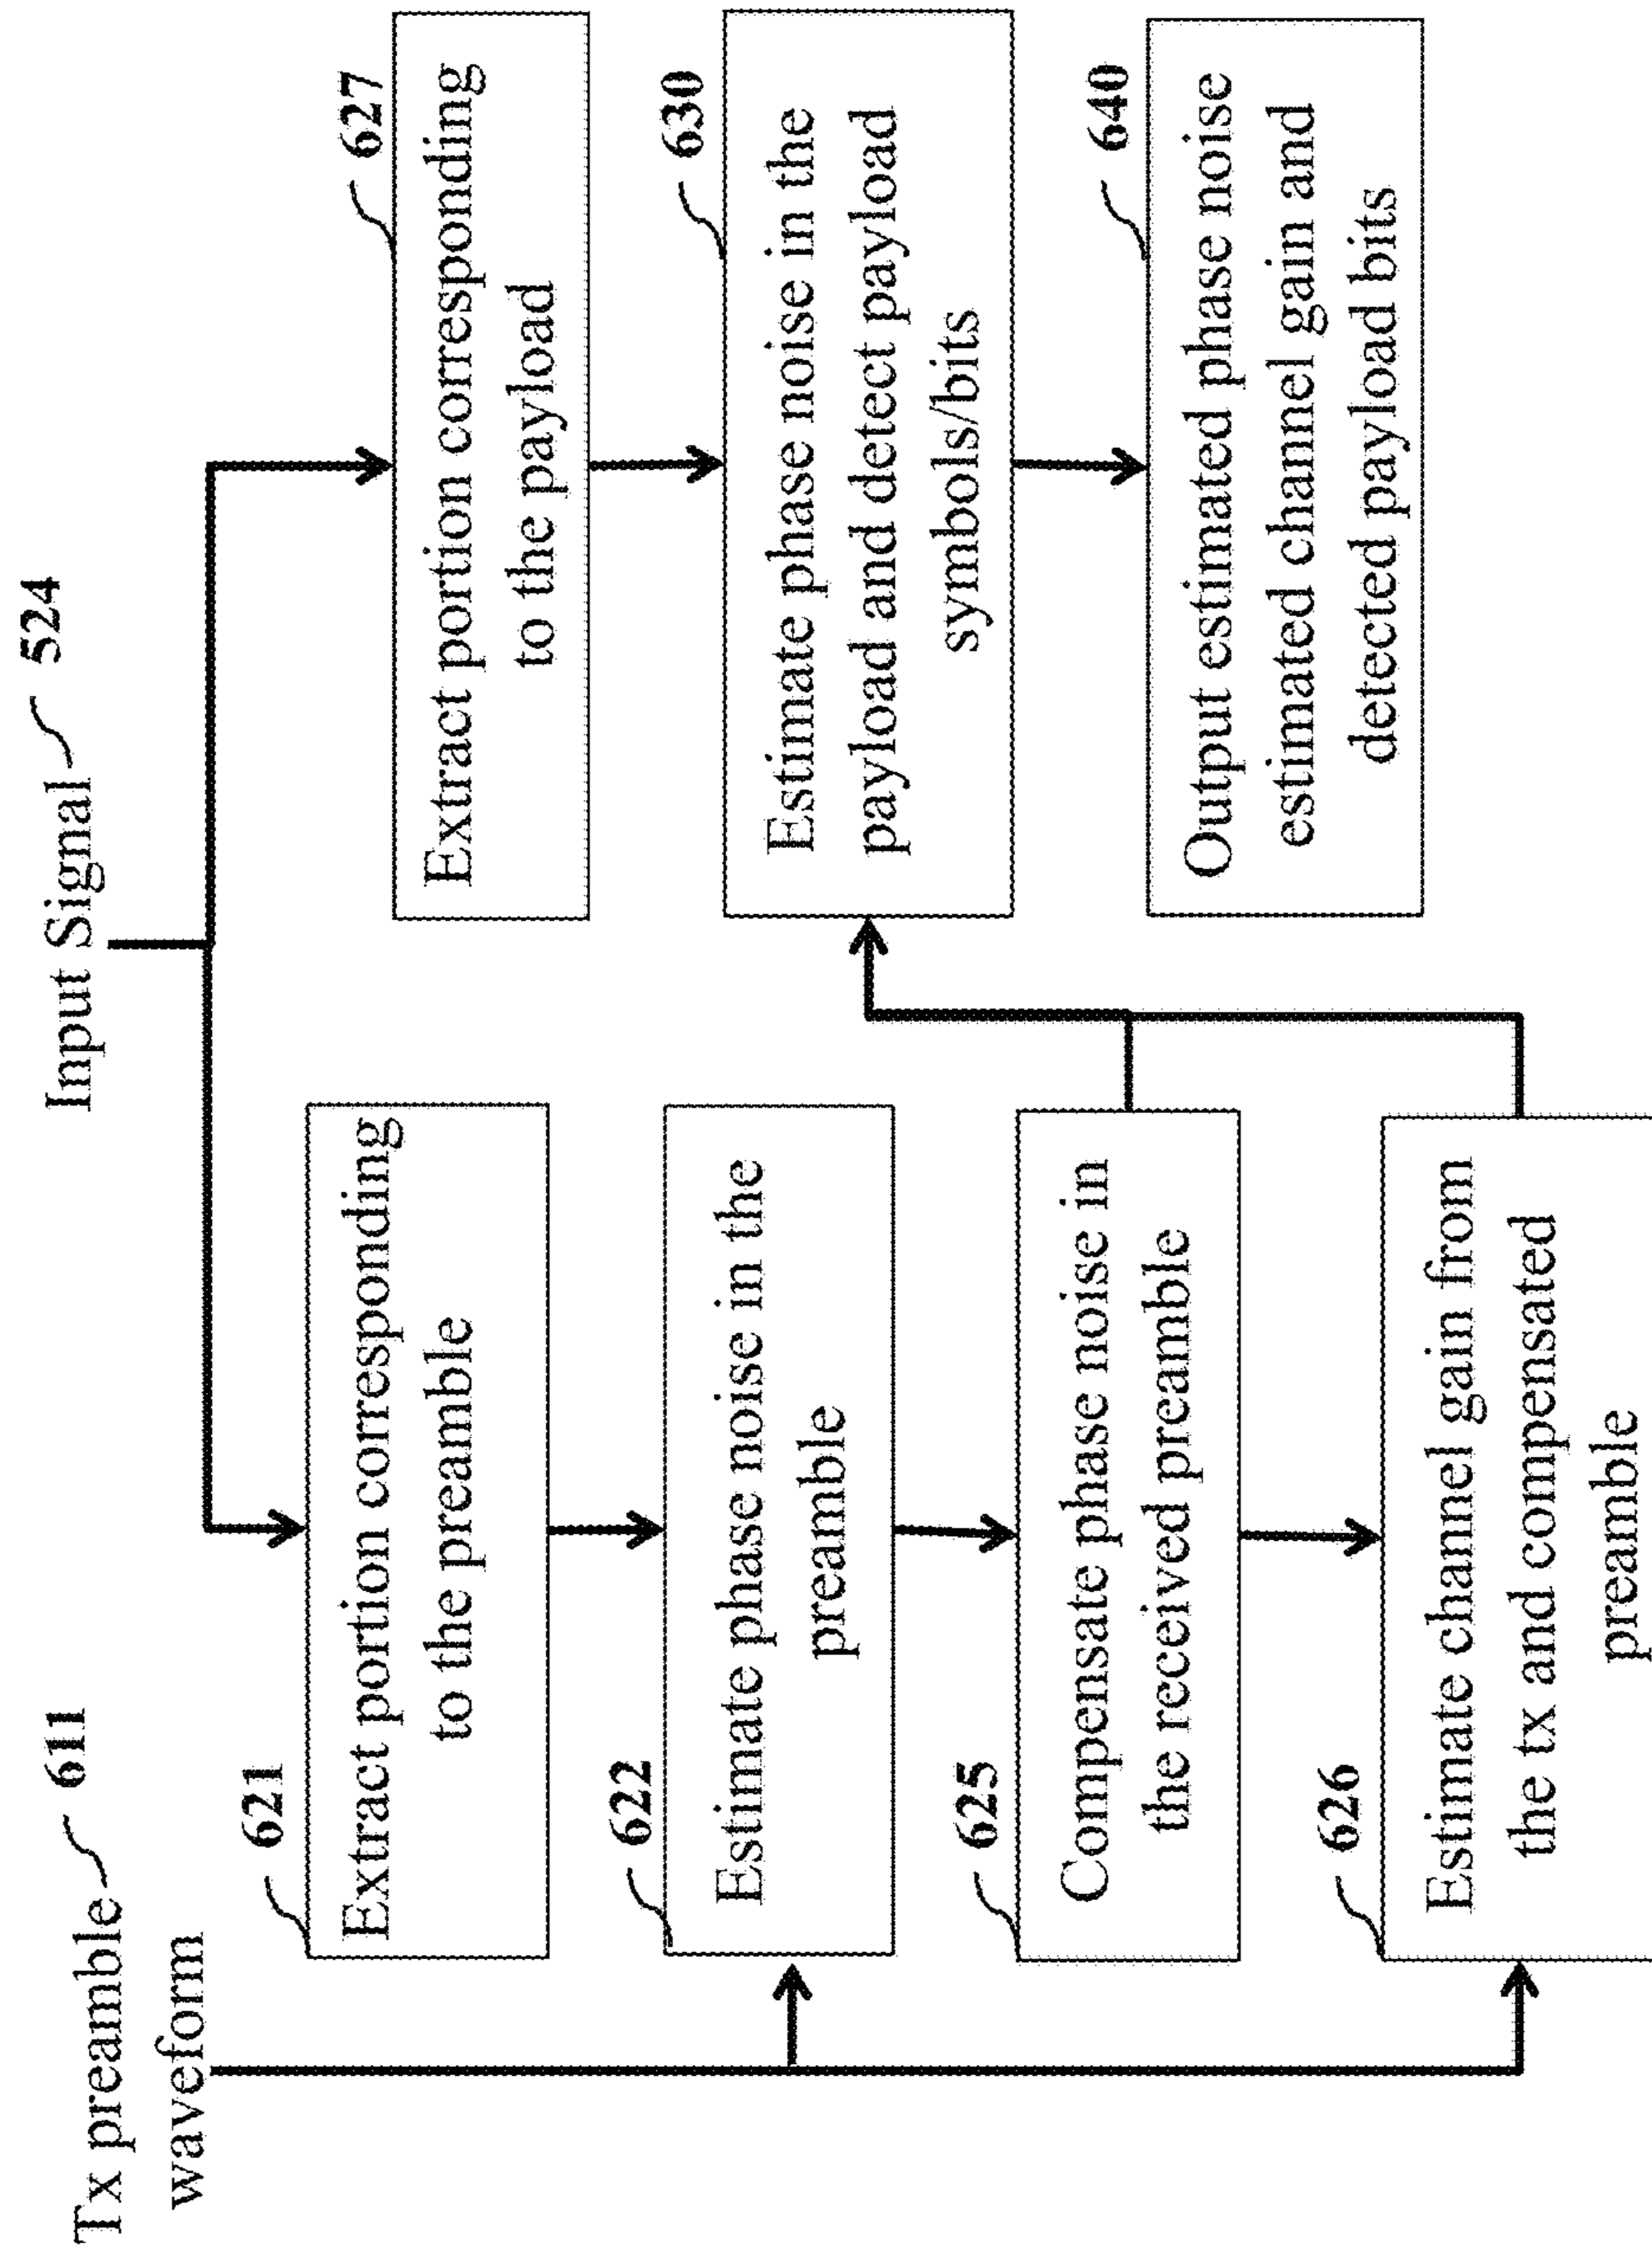 Tx preamble 611
waveform
Input Signal 524
621
Extract portion corresponding
to the preamble
622
Estimate phase noise in the
preamble
625
Compensate phase noise in
the received preamble
626
Estimate channel gain from
the tx and compensated
preamble
627
Extract portion corresponding
to the payload
630
Estimate phase noise in the
payload and detect payload
symbols/bits
640
Output estimated phase noise
estimated channel gain and
detected payload bits